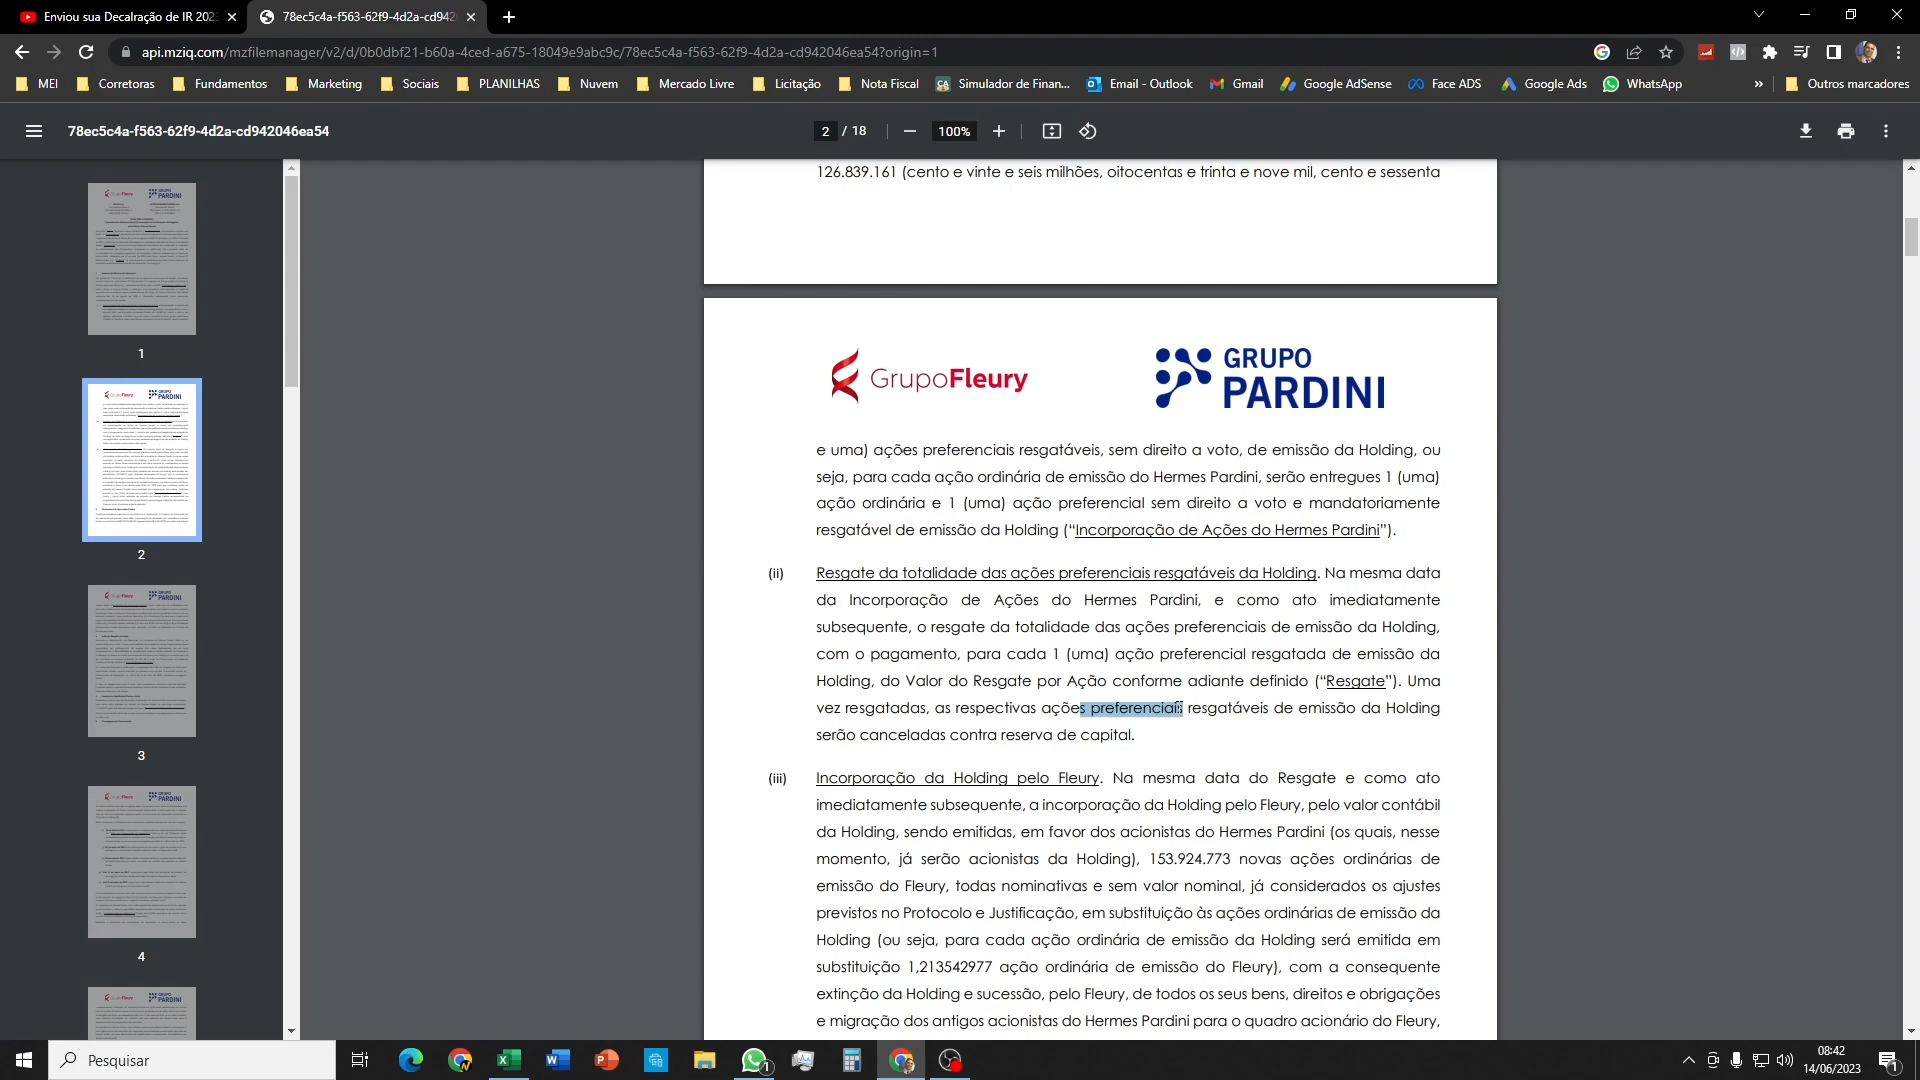 Enviou sua Decalração de IR 202
78ec5c4a-f563-62f9-4d2a-cd942
api.mziq.com/mzfilemanager/v2/d/0b0dbf21-b60a-4ced-a675-18049e9abc9c/78ec5c4a-f563-62f9-4d2a-cd942046ea54?origin=1
MEI Corretoras Fundamentos Marketing Sociais PLANILHAS Nuvem Mercado Livre Licitação Nota Fiscal Simulador de Finan... Email - Outlook Gmail Google AdSense Face ADS Google Ads WhatsApp » Outros marcadores
78ec5c4a-f563-62f9-4d2a-cd942046ea54
2 / 18
100%
1
2
3
4
126.839.161 (cento e vinte e seis milhões, oitocentas e trinta e nove mil, cento e sessenta
GrupoFleury
GRUPO
PARDINI
e uma) ações preferenciais resgatáveis, sem direito a voto, de emissão da Holding, ou
seja, para cada ação ordinária de emissão do Hermes Pardini, serão entregues 1 (uma)
ação ordinária e 1 (uma) ação preferencial sem direito a voto e mandatoriamente
resgatável de emissão da Holding (“Incorporação de Ações do Hermes Pardini”).
(ii) Resgate da totalidade das ações preferenciais resgatáveis da Holding. Na mesma data
da Incorporação de Ações do Hermes Pardini, e como ato imediatamente
subsequente, o resgate da totalidade das ações preferenciais de emissão da Holding,
com o pagamento, para cada 1 (uma) ação preferencial resgatada de emissão da
Holding, do Valor do Resgate por Ação conforme adiante definido (“Resgate”). Uma
vez resgatadas, as respectivas ações preferenciais resgatáveis de emissão da Holding
serão canceladas contra reserva de capital.
(iii) Incorporação da Holding pelo Fleury. Na mesma data do Resgate e como ato
imediatamente subsequente, a incorporação da Holding pelo Fleury, pelo valor contábil
da Holding, sendo emitidas, em favor dos acionistas do Hermes Pardini (os quais, nesse
momento, já serão acionistas da Holding), 153.924.773 novas ações ordinárias de
emissão do Fleury, todas nominativas e sem valor nominal, já considerados os ajustes
previstos no Protocolo e Justificação, em substituição às ações ordinárias de emissão da
Holding (ou seja, para cada ação ordinária de emissão da Holding será emitida em
substituição 1,213542977 ação ordinária de emissão do Fleury), com a consequente
extinção da Holding e sucessão, pelo Fleury, de todos os seus bens, direitos e obrigações
e migração dos antigos acionistas do Hermes Pardini para o quadro acionário do Fleury,
Pesquisar
1
08:42
14/06/2023
1